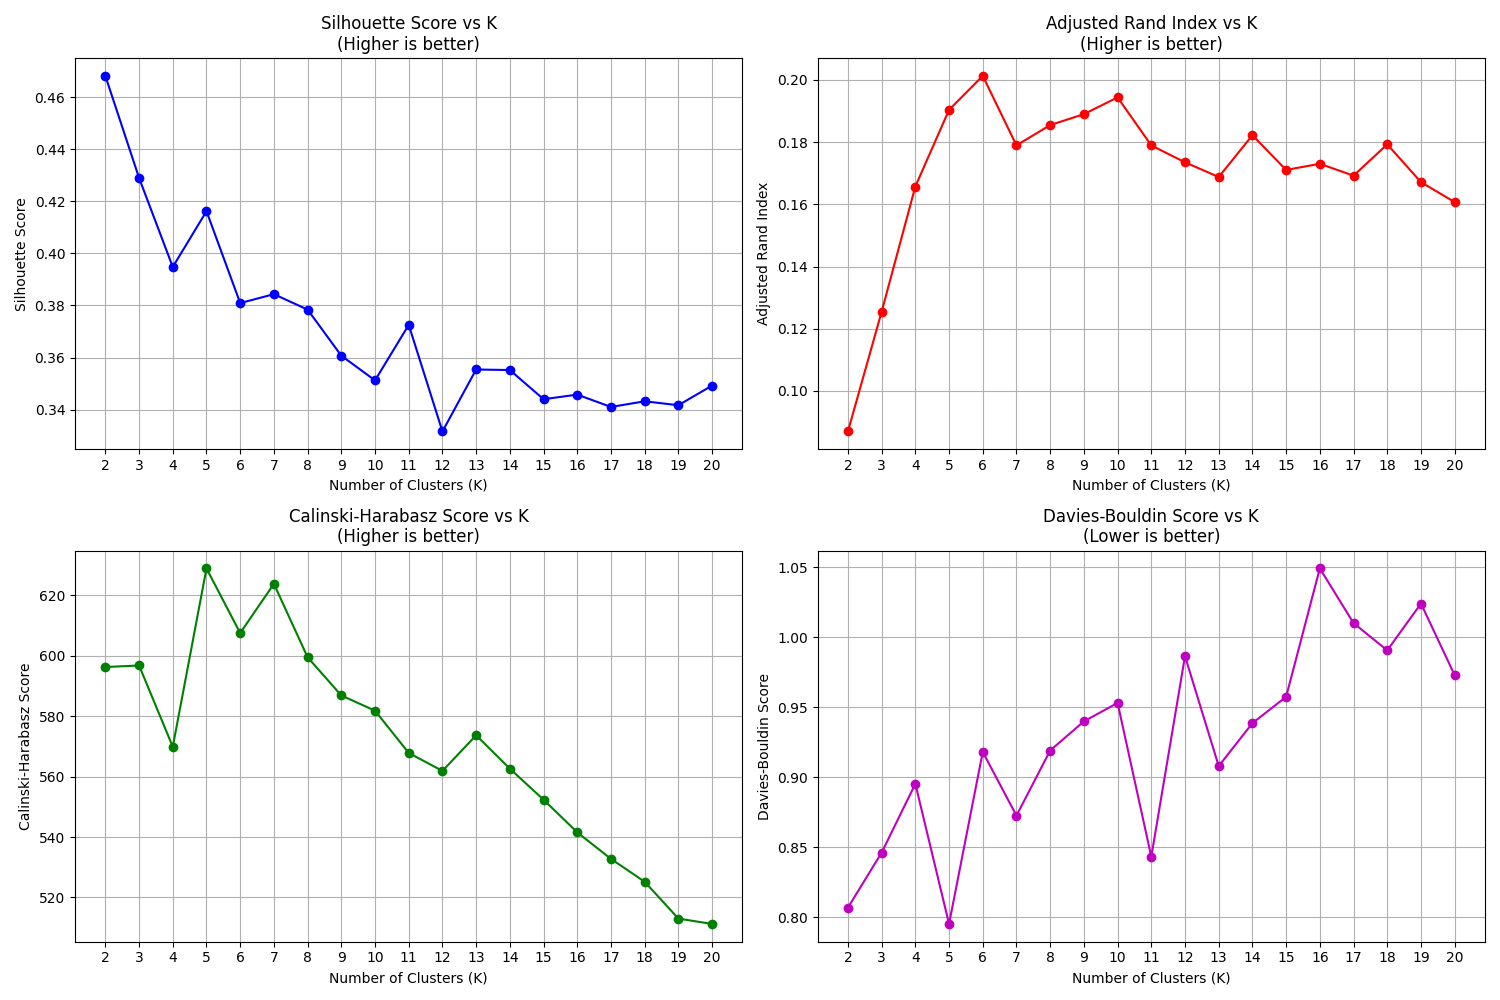 Silhouette Score vs K
(Higher is better)
Silhouette Score
0.46
0.44
0.42
0.40
0.38
0.36
0.34
2 3 4 5 6 7 8 9 10 11 12 13 14 15 16 17 18 19 20
Number of Clusters (K)
Adjusted Rand Index vs K
(Higher is better)
Adjusted Rand Index
0.20
0.18
0.16
0.14
0.12
0.10
2 3 4 5 6 7 8 9 10 11 12 13 14 15 16 17 18 19 20
Number of Clusters (K)
Calinski-Harabasz Score vs K
(Higher is better)
Calinski-Harabasz Score
620
600
580
560
540
520
2 3 4 5 6 7 8 9 10 11 12 13 14 15 16 17 18 19 20
Number of Clusters (K)
Davies-Bouldin Score vs K
(Lower is better)
Davies-Bouldin Score
1.05
1.00
0.95
0.90
0.85
0.80
2 3 4 5 6 7 8 9 10 11 12 13 14 15 16 17 18 19 20
Number of Clusters (K)